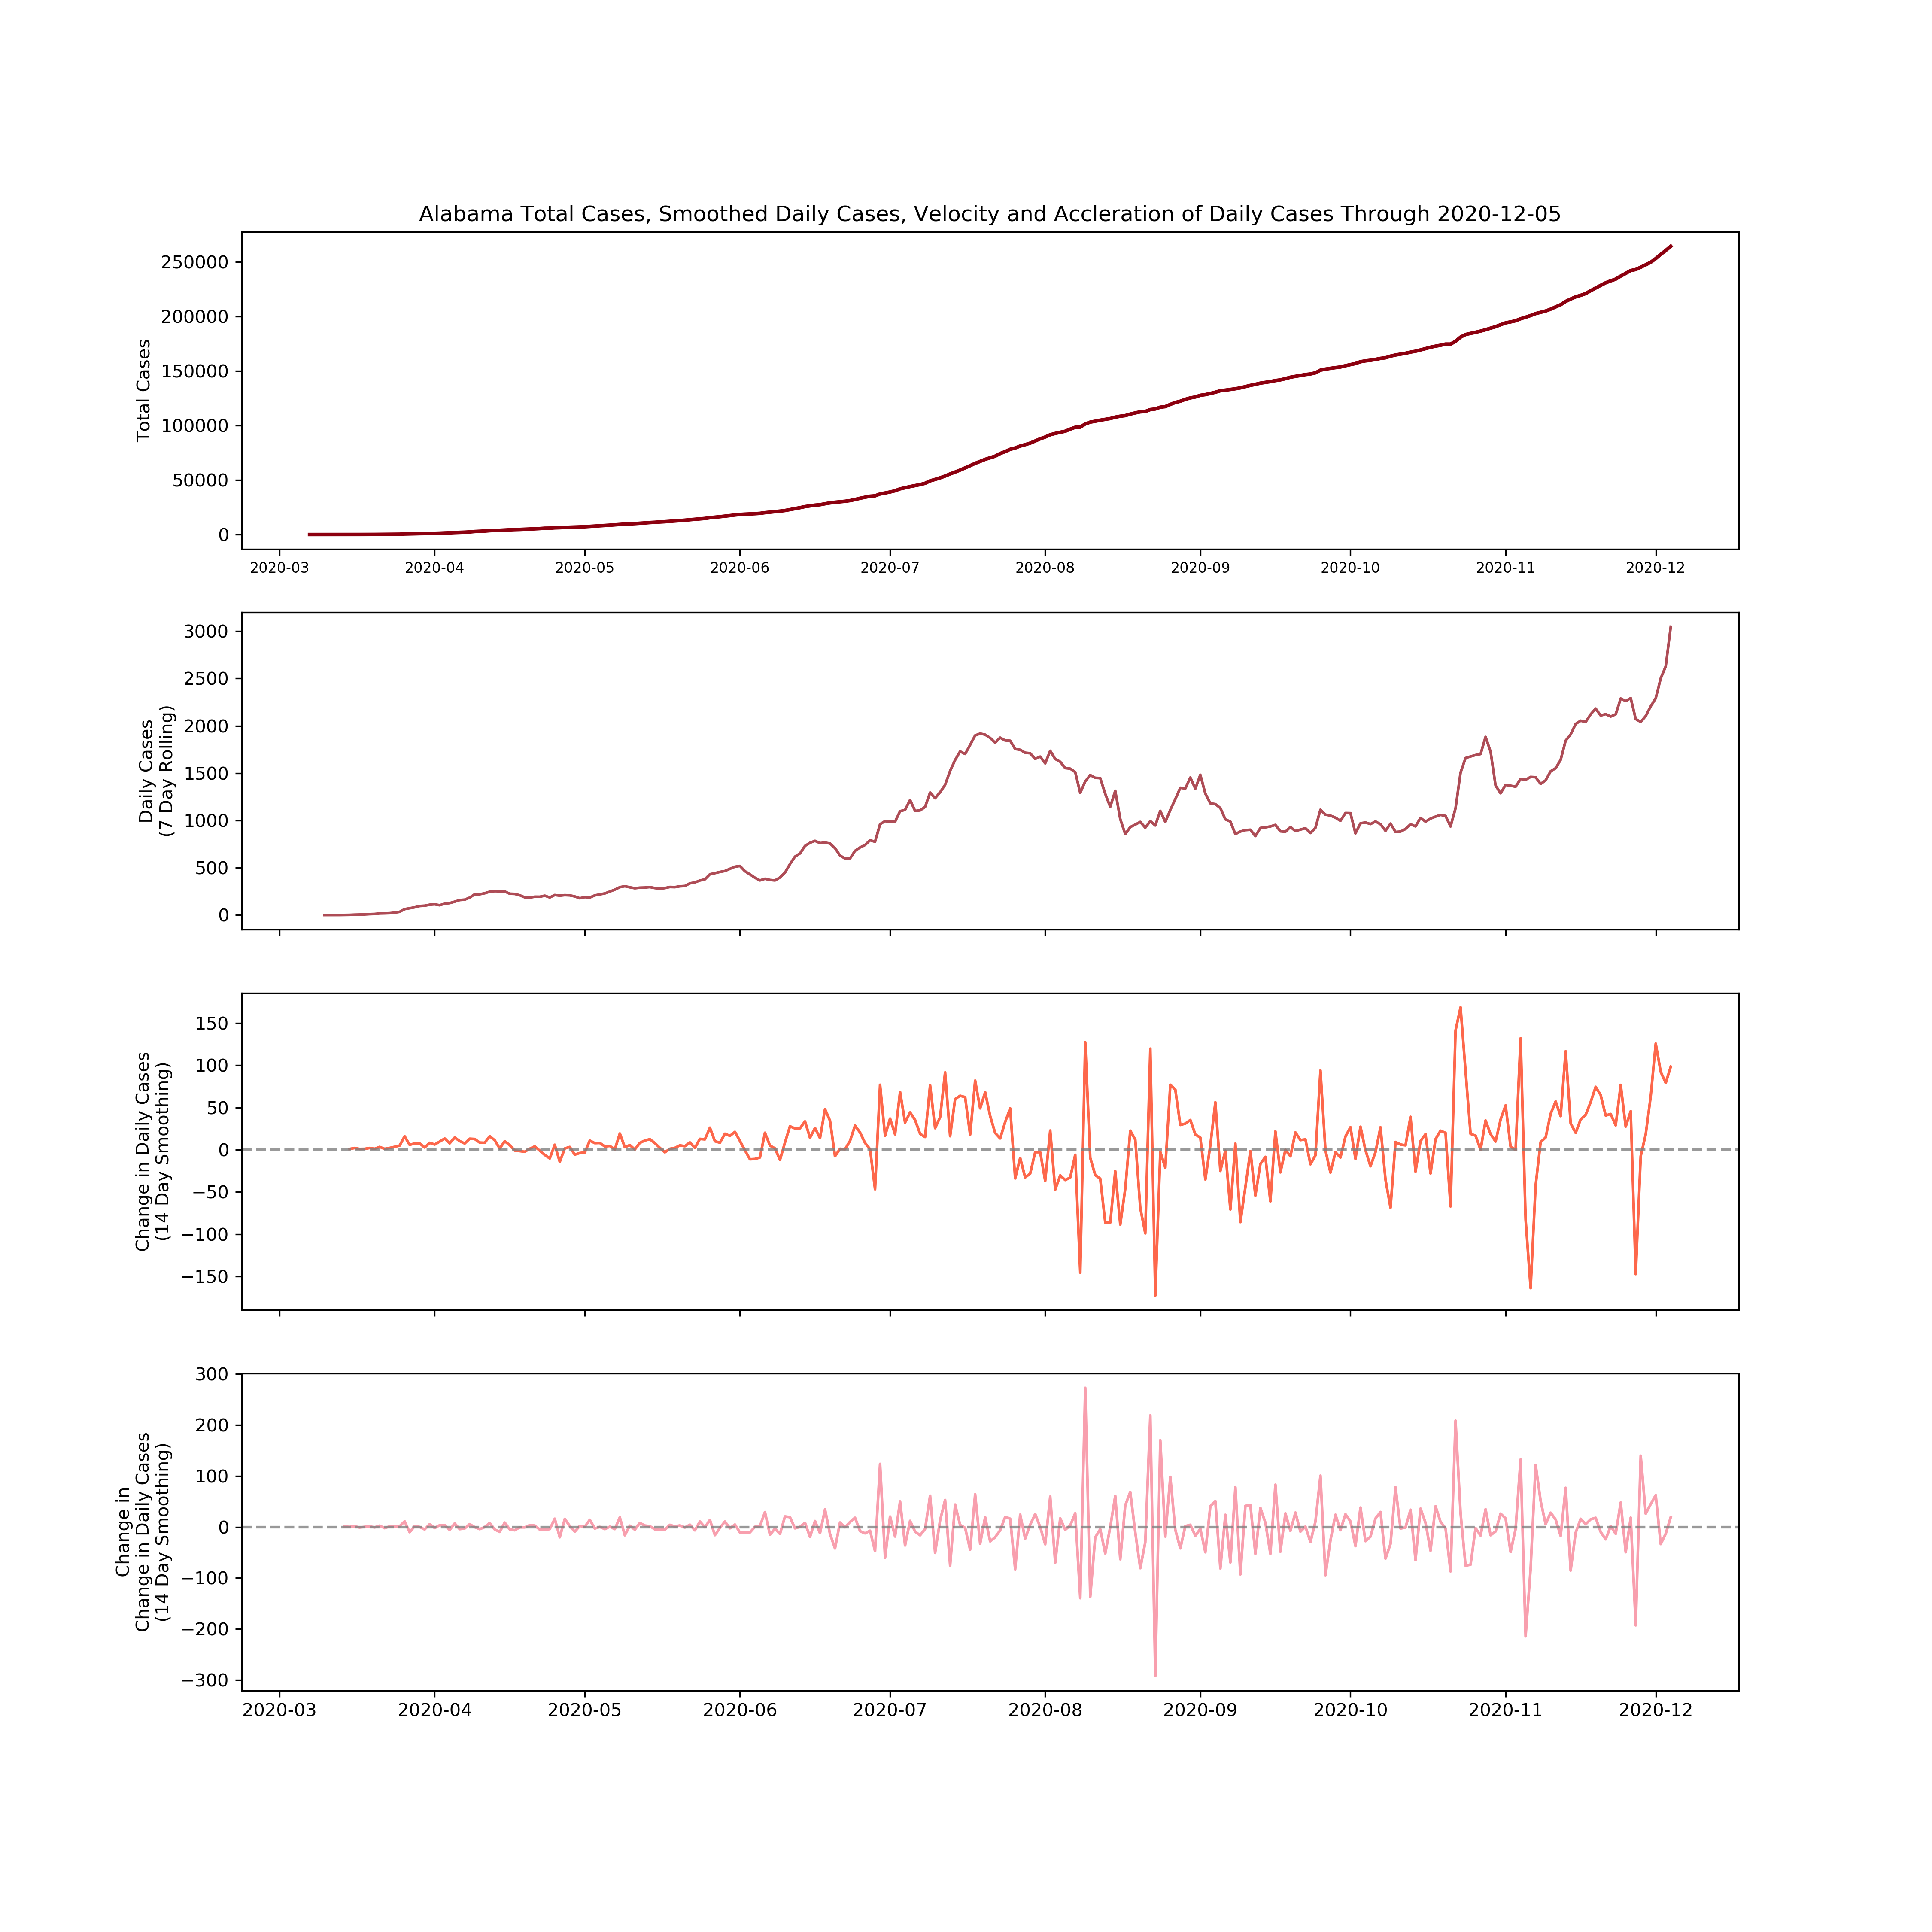 Alabama Total Cases, Smoothed Daily Cases, Velocity and Accleration of Daily Cases Through 2020-12-05
Total Cases
250000
200000
150000
100000
50000
0
2020-03 2020-04 2020-05 2020-06 2020-07 2020-08 2020-09 2020-10 2020-11 2020-12
Daily Cases
(7 Day Rolling)
3000
2500
2000
1500
1000
500
0
Change in Daily Cases
(14 Day Smoothing)
150
100
50
0
−50
−100
−150
Change in
Change in Daily Cases
(14 Day Smoothing)
300
200
100
0
−100
−200
−300
2020-03 2020-04 2020-05 2020-06 2020-07 2020-08 2020-09 2020-10 2020-11 2020-12